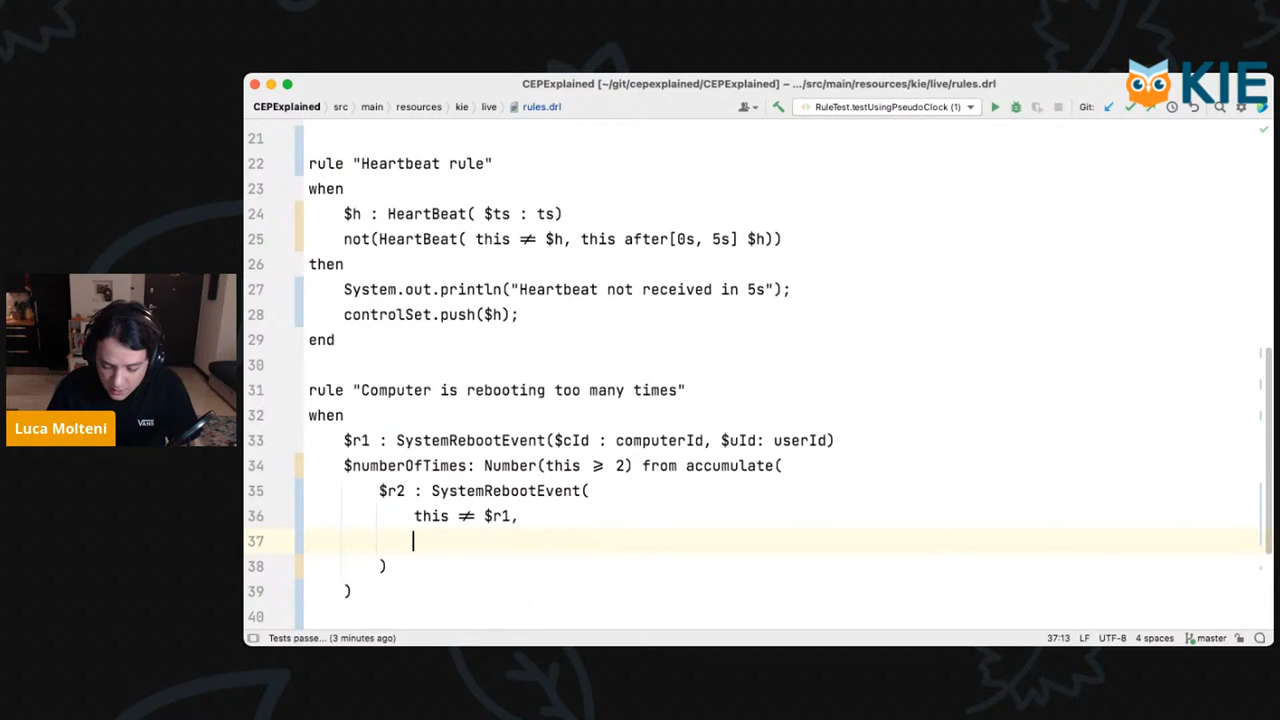 KIE
CEPExplained [~/git/cepexplained/CEPExplained] – .../src/main/resources/kie/live/rules.drl
CEPExplained › src › main › resources › kie › live › rules.drl
RuleTest.testUsingPseudoClock (1)
Git:
21
22 rule "Heartbeat rule"
23 when
24 $h : HeartBeat( $ts : ts)
25 not(HeartBeat( this ≠ $h, this after[0s, 5s] $h))
26 then
27 System.out.println("Heartbeat not received in 5s");
28 controlSet.push($h);
29 end
30
31 rule "Computer is rebooting too many times"
32 when
33 $r1 : SystemRebootEvent($cId : computerId, $uId: userId)
34 $numberOfTimes: Number(this ⩾ 2) from accumulate(
35 $r2 : SystemRebootEvent(
36 this ≠ $r1,
37
38 )
39 )
40
Luca Molteni
VANS
Tests passe... (3 minutes ago)
37:13 LF UTF-8 4 spaces master